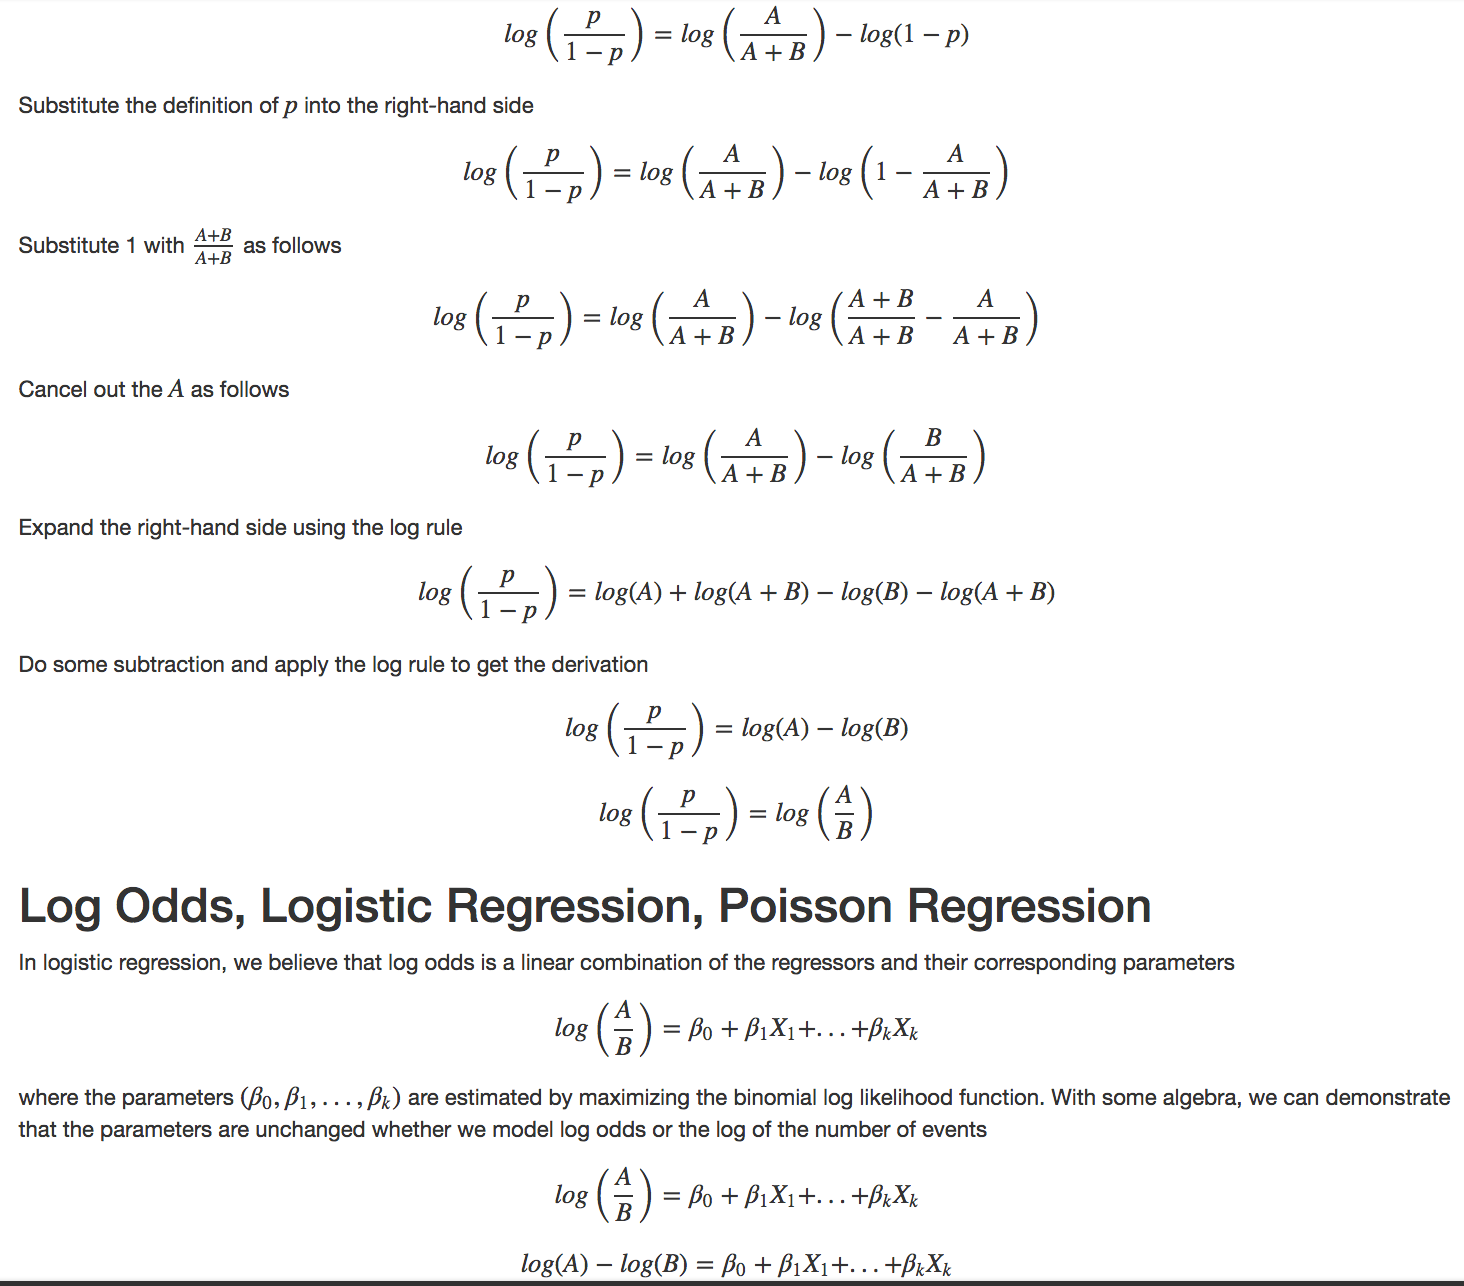 log(p/(1 − p)) = log(A/(A + B)) − log(1 − p)
Substitute the definition of p into the right-hand side
log(p/(1 − p)) = log(A/(A + B)) − log(1 − A/(A + B))
Substitute 1 with (A+B)/(A+B) as follows
log(p/(1 − p)) = log(A/(A + B)) − log((A + B)/(A + B) − A/(A + B))
Cancel out the A as follows
log(p/(1 − p)) = log(A/(A + B)) − log(B/(A + B))
Expand the right-hand side using the log rule
log(p/(1 − p)) = log(A) + log(A + B) − log(B) − log(A + B)
Do some subtraction and apply the log rule to get the derivation
log(p/(1 − p)) = log(A) − log(B)
log(p/(1 − p)) = log(A/B)
Log Odds, Logistic Regression, Poisson Regression
In logistic regression, we believe that log odds is a linear combination of the regressors and their corresponding parameters
log(A/B) = β₀ + β₁X₁+. . . +βₖXₖ
where the parameters (β₀, β₁, . . . , βₖ) are estimated by maximizing the binomial log likelihood function. With some algebra, we can demonstrate
that the parameters are unchanged whether we model log odds or the log of the number of events
log(A/B) = β₀ + β₁X₁+. . . +βₖXₖ
log(A) − log(B) = β₀ + β₁X₁+. . . +βₖXₖ